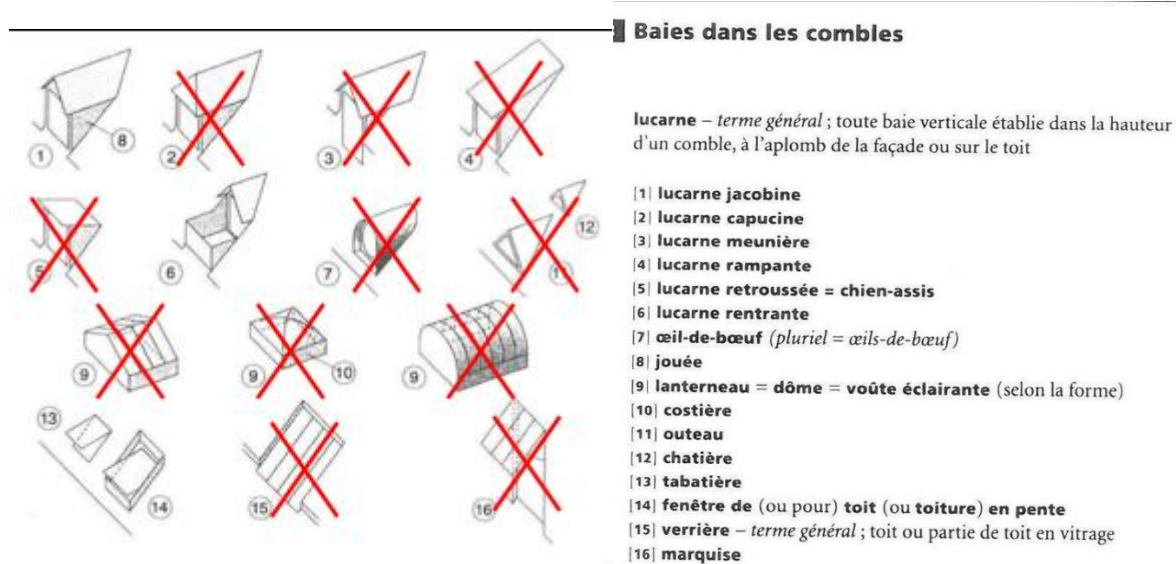 1
8
2
3
4
5
6
7
11
12
9
9
10
9
13
14
15
16
Baies dans les combles
lucarne – terme général ; toute baie verticale établie dans la hauteur
d'un comble, à l'aplomb de la façade ou sur le toit
[1] lucarne jacobine
[2] lucarne capucine
[3] lucarne meunière
[4] lucarne rampante
[5] lucarne retroussée = chien-assis
[6] lucarne rentrante
[7] œil-de-bœuf (pluriel = œils-de-bœuf)
[8] jouée
[9] lanterneau = dôme = voûte éclairante (selon la forme)
[10] costière
[11] outeau
[12] chatière
[13] tabatière
[14] fenêtre de (ou pour) toit (ou toiture) en pente
[15] verrière – terme général ; toit ou partie de toit en vitrage
[16] marquise